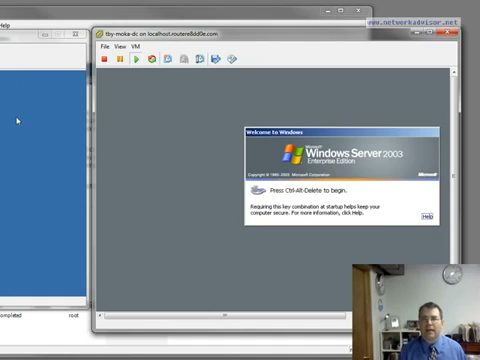 www.networkadvisor.net
Help
tby-moka-dc on localhost.routere8dd0e.com
File View VM
Welcome to Windows
Microsoft
Windows Server 2003
Enterprise Edition
Copyright © 1985-2003 Microsoft Corporation
Microsoft
Press Ctrl-Alt-Delete to begin.
Requiring this key combination at startup helps keep your
computer secure. For more information, click Help.
Help
completed root